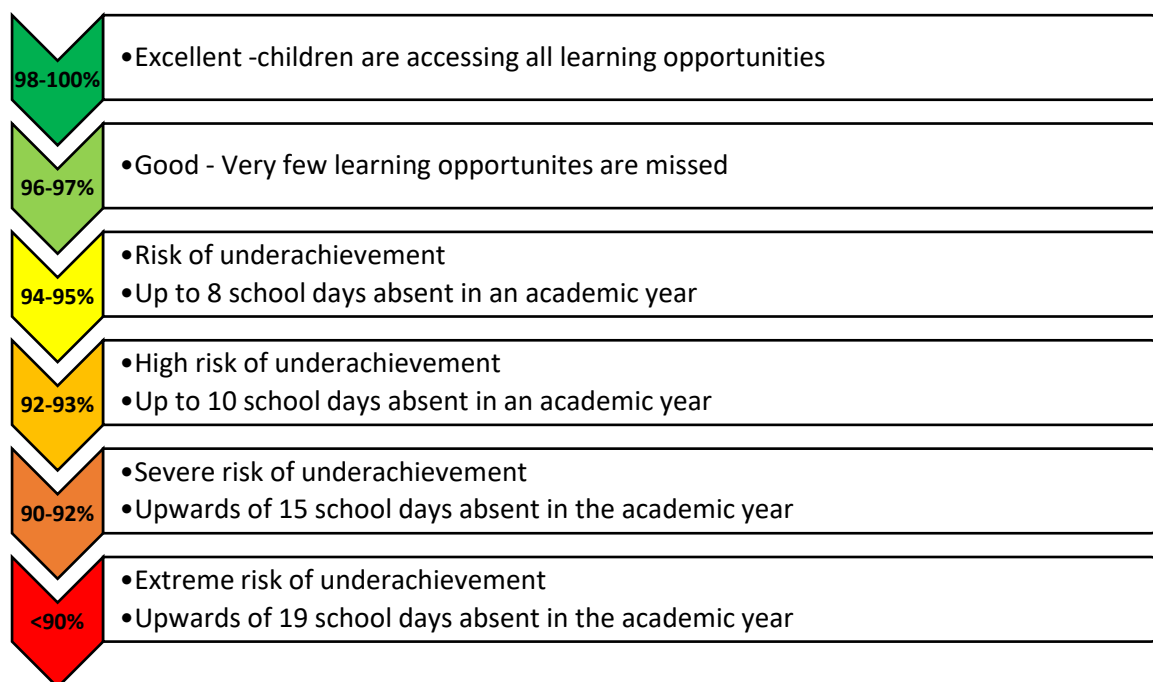 98-100%
•Excellent -children are accessing all learning opportunities
96-97%
•Good - Very few learning opportunites are missed
94-95%
•Risk of underachievement
•Up to 8 school days absent in an academic year
92-93%
•High risk of underachievement
•Up to 10 school days absent in an academic year
90-92%
•Severe risk of underachievement
•Upwards of 15 school days absent in the academic year
<90%
•Extreme risk of underachievement
•Upwards of 19 school days absent in the academic year